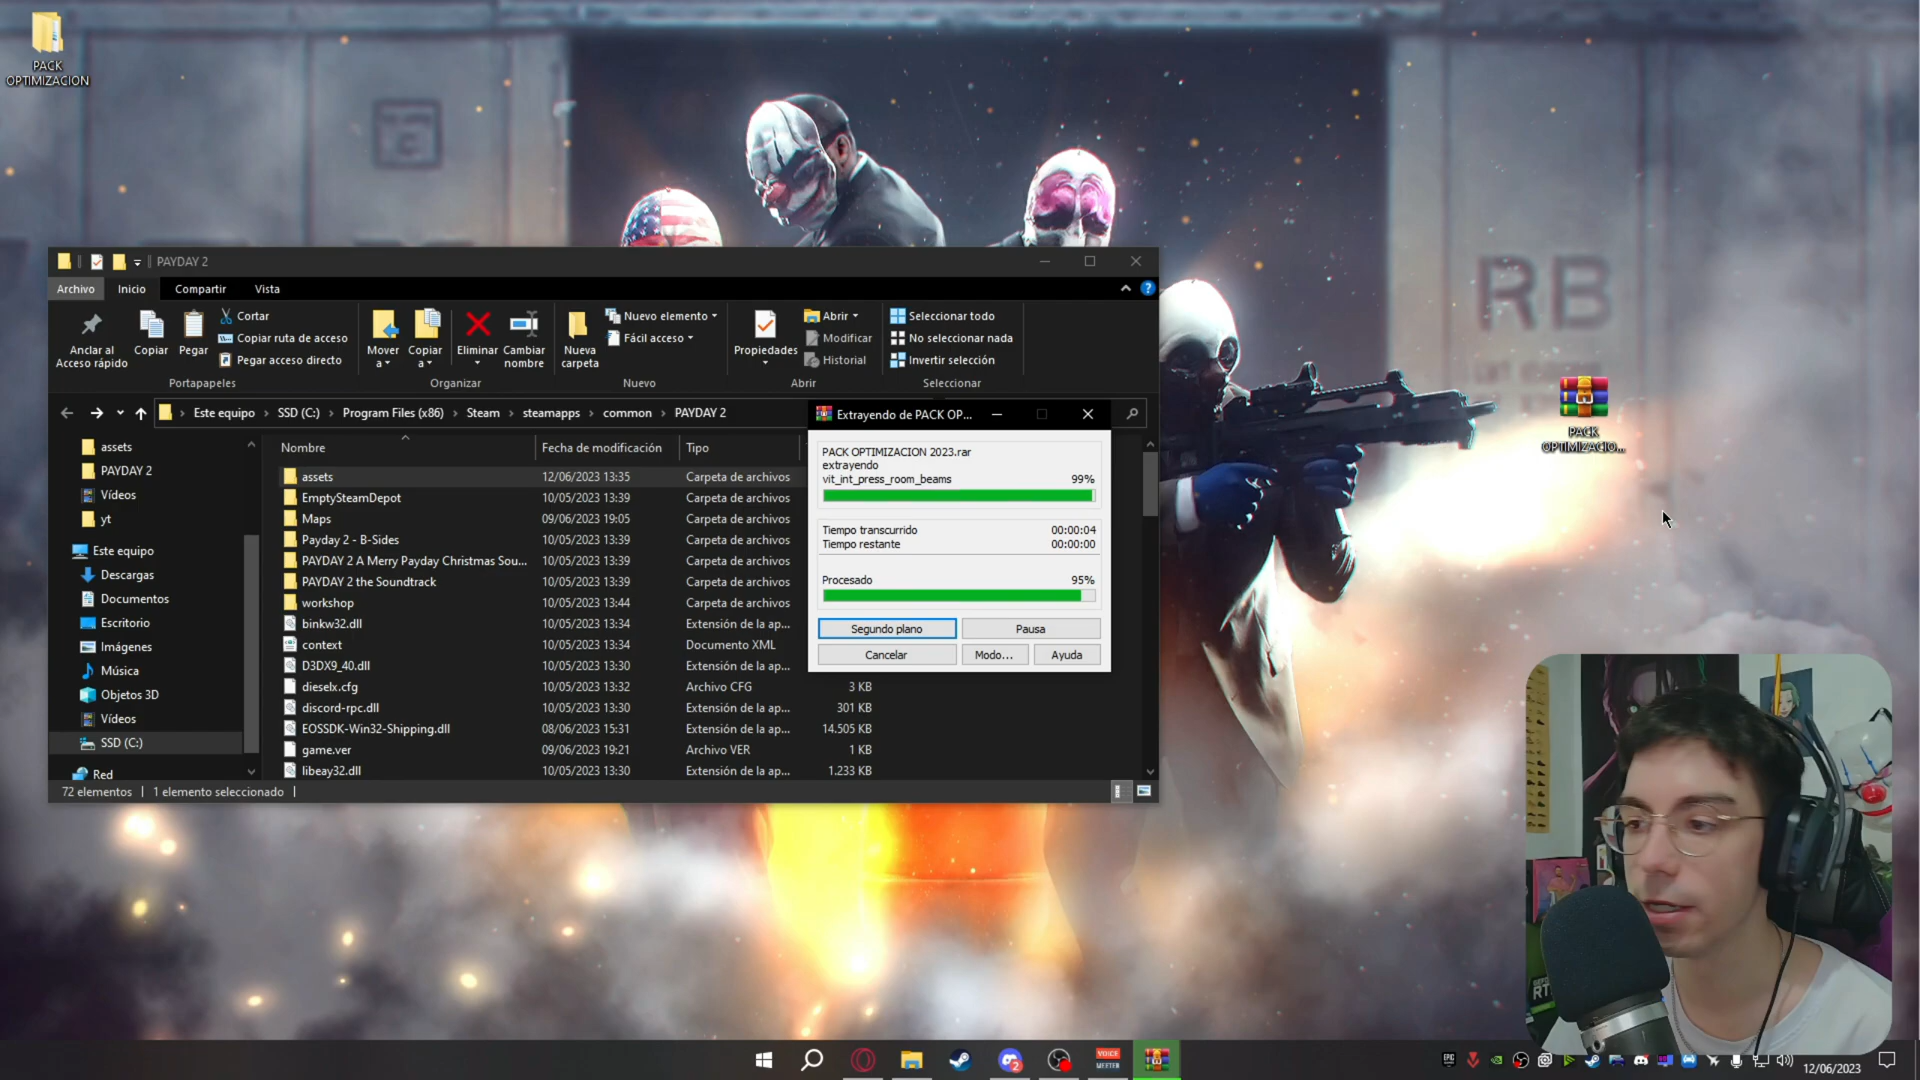 PACK
OPTIMIZACION
RB
PACK
OPTIMIZACIO...
PAYDAY 2
Archivo
Inicio
Compartir
Vista
Anclar al
Acceso rápido
Copiar
Pegar
Cortar
Copiar ruta de acceso
Pegar acceso directo
Portapapeles
Mover
a
Copiar
a
Eliminar
Cambiar
nombre
Organizar
Nueva
carpeta
Nuevo elemento
Fácil acceso
Nuevo
Propiedades
Abrir
Modificar
Historial
Abrir
Seleccionar todo
No seleccionar nada
Invertir selección
Seleccionar
Este equipo > SSD (C:) > Program Files (x86) > Steam > steamapps > common > PAYDAY 2
assets
PAYDAY 2
Vídeos
yt
Este equipo
Descargas
Documentos
Escritorio
Imágenes
Música
Objetos 3D
Vídeos
SSD (C:)
Red
Nombre Fecha de modificación Tipo
assets 12/06/2023 13:35 Carpeta de archivos
EmptySteamDepot 10/05/2023 13:39 Carpeta de archivos
Maps 09/06/2023 19:05 Carpeta de archivos
Payday 2 - B-Sides 10/05/2023 13:39 Carpeta de archivos
PAYDAY 2 A Merry Payday Christmas Sou... 10/05/2023 13:39 Carpeta de archivos
PAYDAY 2 the Soundtrack 10/05/2023 13:39 Carpeta de archivos
workshop 10/05/2023 13:44 Carpeta de archivos
binkw32.dll 10/05/2023 13:34 Extensión de la ap...
context 10/05/2023 13:34 Documento XML
D3DX9_40.dll 10/05/2023 13:30 Extensión de la ap...
dieselx.cfg 10/05/2023 13:32 Archivo CFG 3 KB
discord-rpc.dll 10/05/2023 13:30 Extensión de la ap... 301 KB
EOSSDK-Win32-Shipping.dll 08/06/2023 15:31 Extensión de la ap... 14.505 KB
game.ver 09/06/2023 19:21 Archivo VER 1 KB
libeay32.dll 10/05/2023 13:30 Extensión de la ap... 1.233 KB
72 elementos
1 elemento seleccionado
Extrayendo de PACK OP...
PACK OPTIMIZACION 2023.rar
extrayendo
vit_int_press_room_beams 99%
Tiempo transcurrido 00:00:04
Tiempo restante 00:00:00
Procesado 95%
Segundo plano
Pausa
Cancelar
Modo...
Ayuda
2
VOICE
MEETER
EPIC
12/06/2023